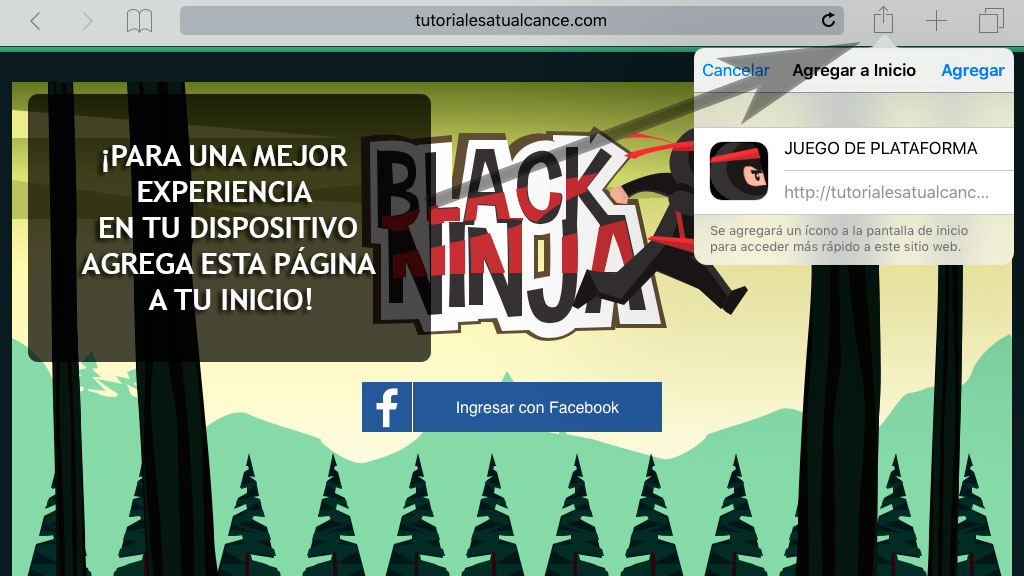 tutorialesatualcance.com
Cancelar Agregar a Inicio Agregar
JUEGO DE PLATAFORMA
http://tutorialesatualcanc...
Se agregará un ícono a la pantalla de inicio
para acceder más rápido a este sitio web.
¡PARA UNA MEJOR
EXPERIENCIA
EN TU DISPOSITIVO
AGREGA ESTA PÁGINA
A TU INICIO!
BLACK
NINJA
f Ingresar con Facebook